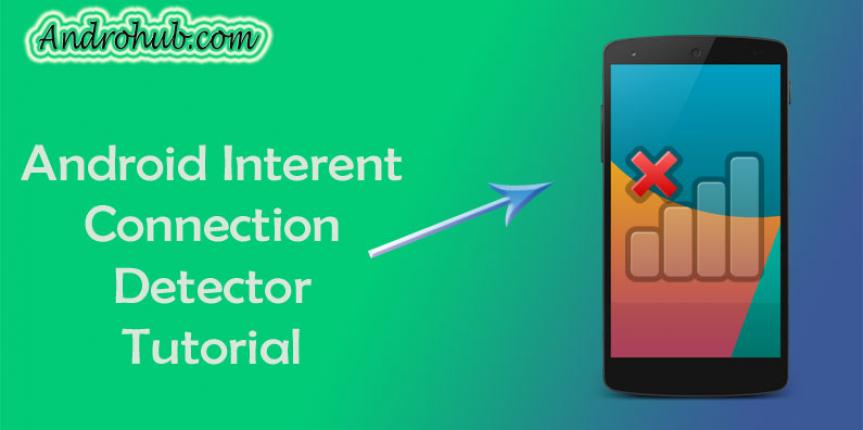 Androhub.com
Android Interent
Connection
Detector
Tutorial